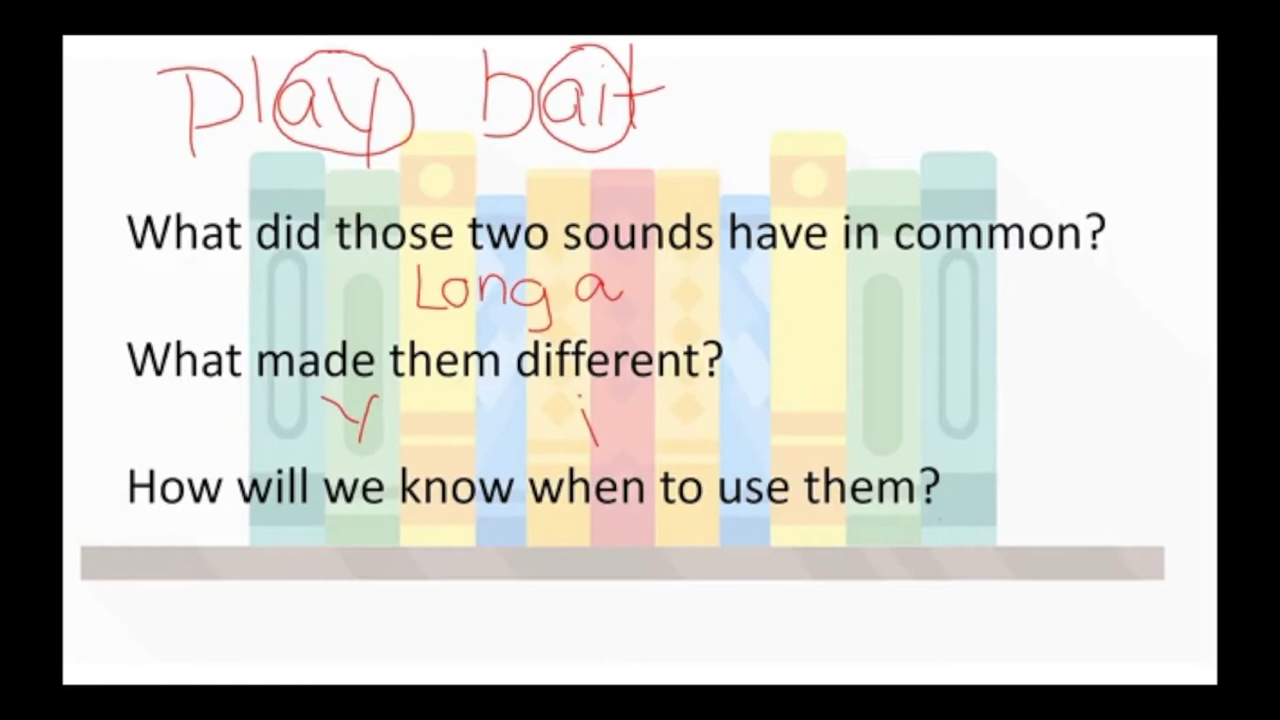 play bait
What did those two sounds have in common?
Long a
What made them different?
y i
How will we know when to use them?